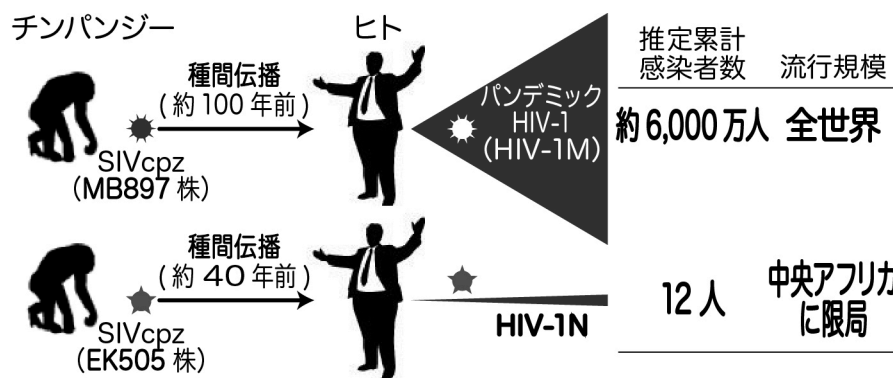 チンパンジー
ヒト
推定累計
感染者数
流行規模
種間伝播
(約100年前)
SIVcpz
(MB897株)
パンデミック
HIV-1
(HIV-1M)
約6,000万人
全世界
種間伝播
(約40年前)
SIVcpz
(EK505株)
HIV-1N
12人
中央アフリカ
に限局